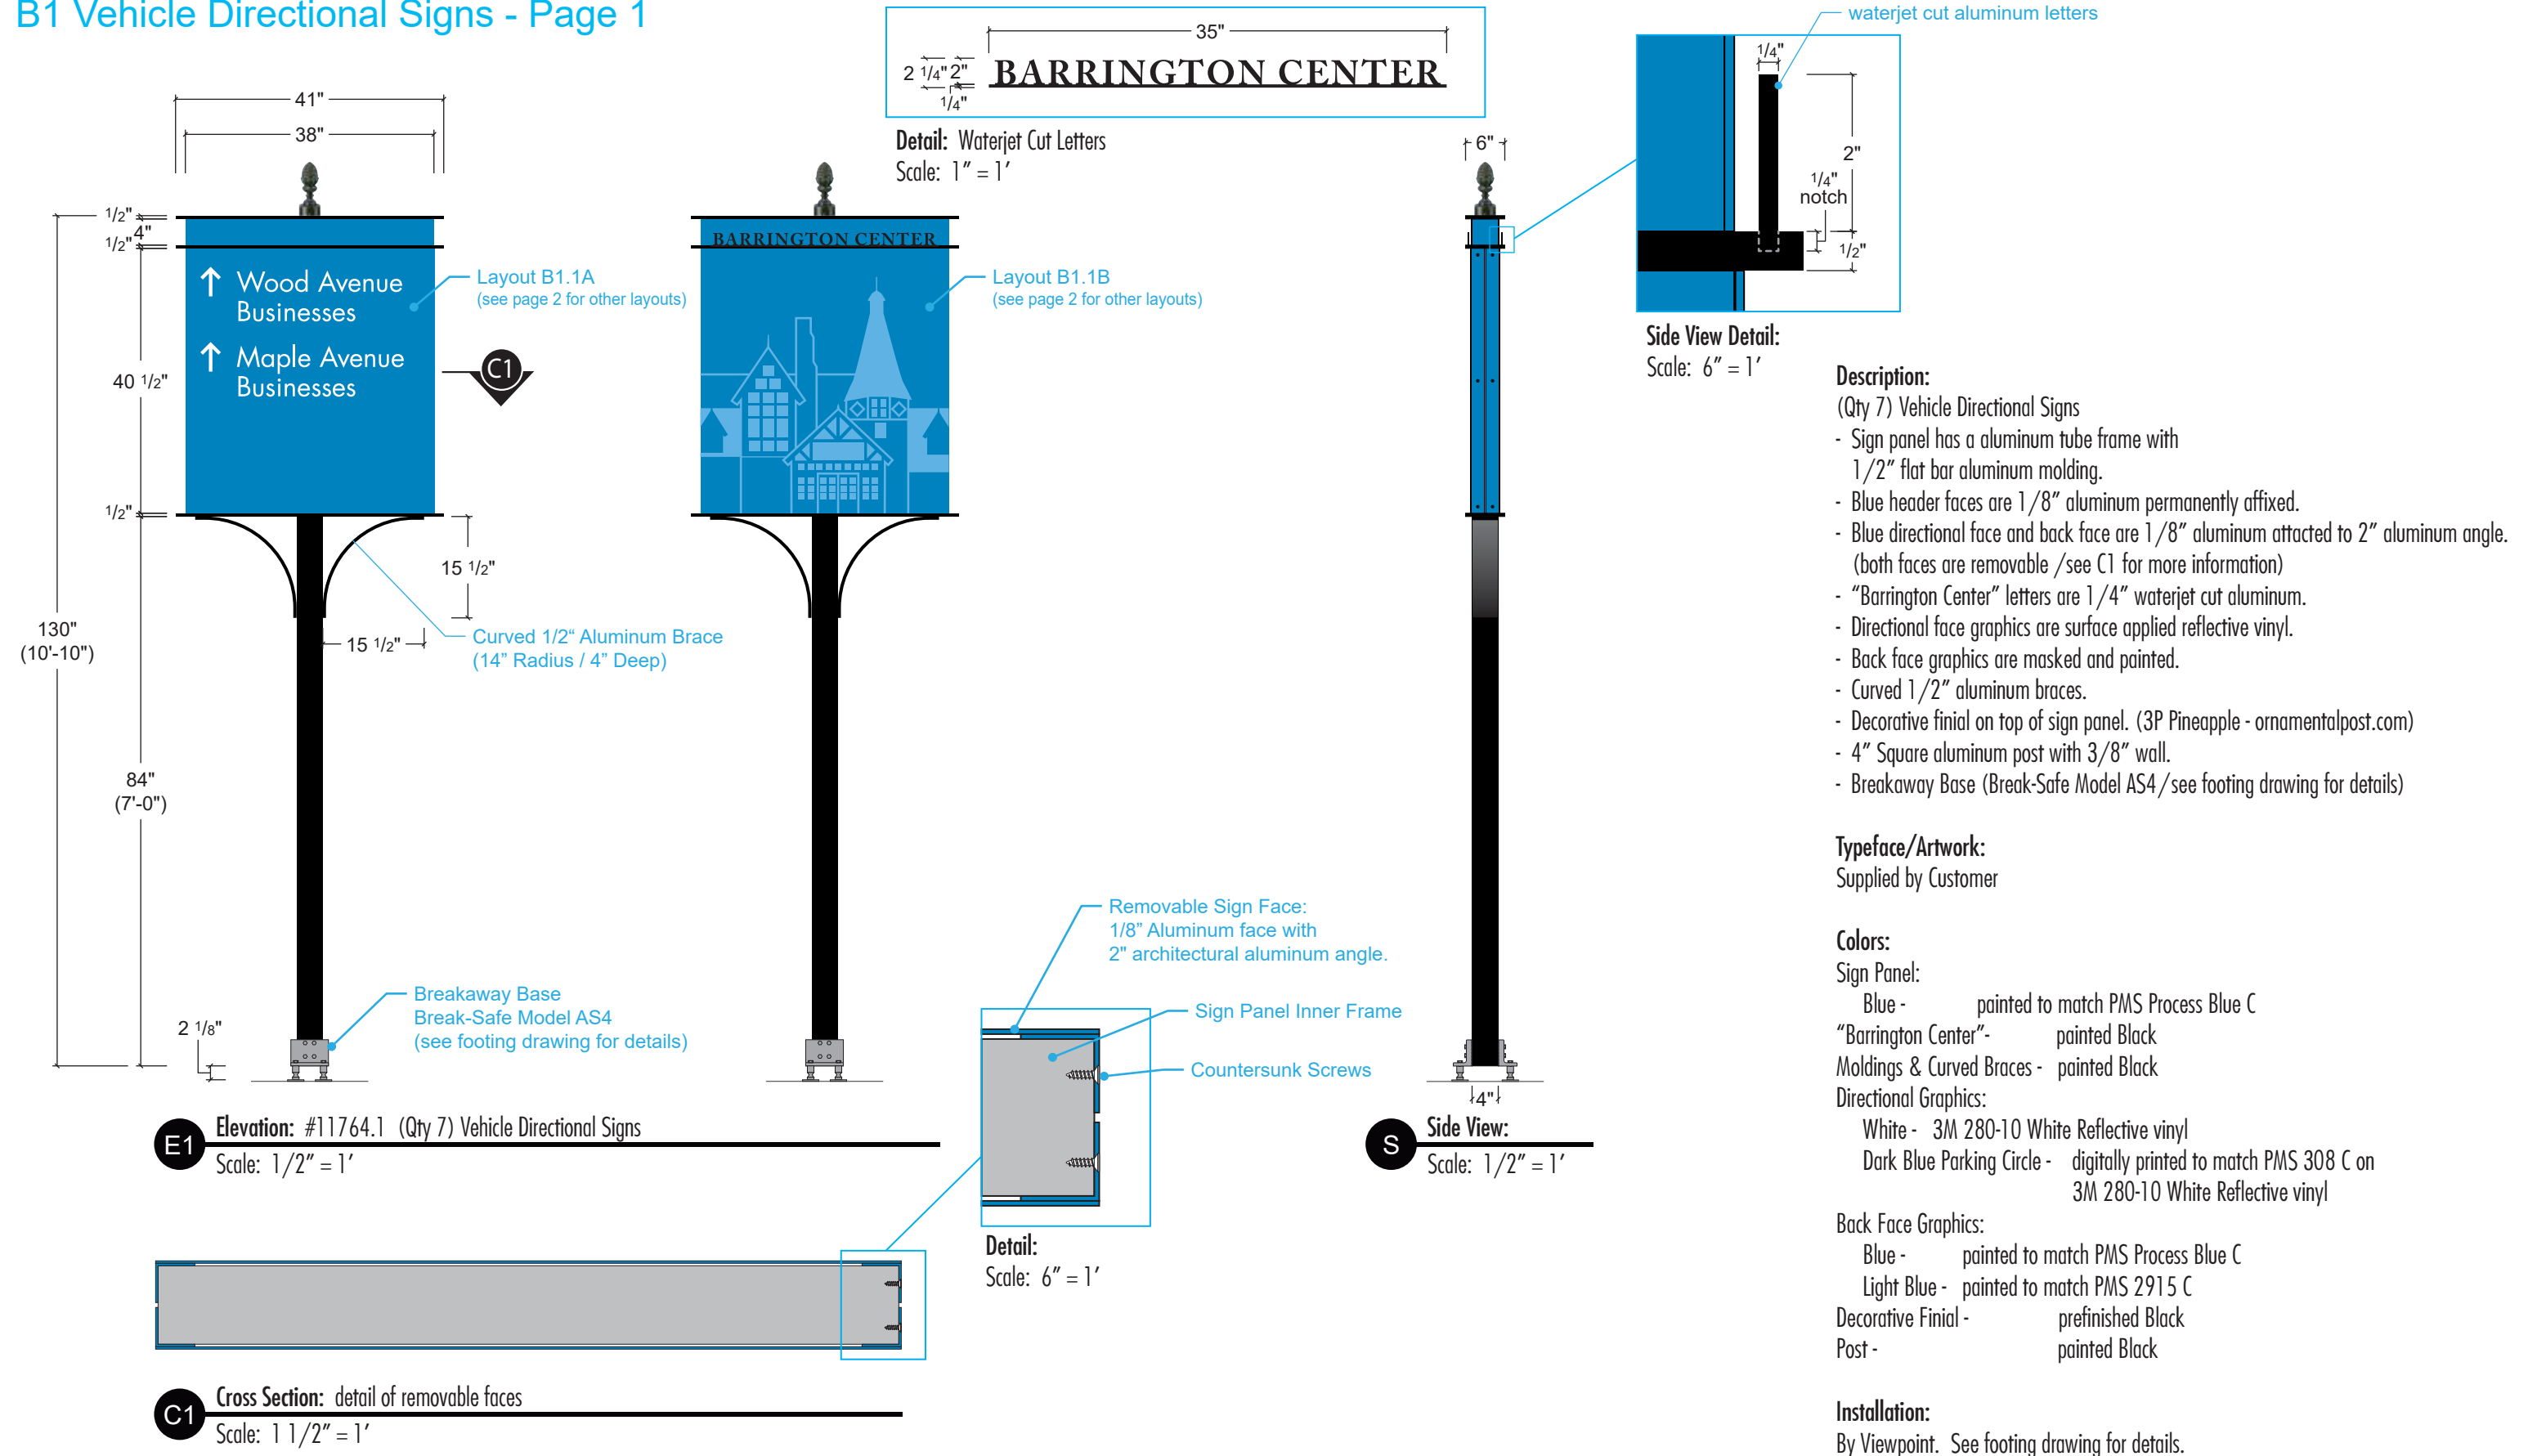 B1 Vehicle Directional Signs - Page 1
35"
2 1/4" 2"
1/4"
BARRINGTON CENTER
Detail: Waterjet Cut Letters
Scale: 1" = 1'
waterjet cut aluminum letters
1/4"
2"
1/4"
notch
1/2"
Side View Detail:
Scale: 6" = 1'
41"
38"
1/2"
4"
1/2"
40 1/2"
1/2"
130"
(10'-10")
84"
(7'-0")
2 1/8"
Wood Avenue
Businesses
Maple Avenue
Businesses
Layout B1.1A
(see page 2 for other layouts)
C1
15 1/2"
15 1/2"
Curved 1/2“ Aluminum Brace
(14” Radius / 4” Deep)
Breakaway Base
Break-Safe Model AS4
(see footing drawing for details)
BARRINGTON CENTER
Layout B1.1B
(see page 2 for other layouts)
6"
4"
E1
Elevation: #11764.1 (Qty 7) Vehicle Directional Signs
Scale: 1/2" = 1'
S
Side View:
Scale: 1/2" = 1'
Removable Sign Face:
1/8” Aluminum face with
2" architectural aluminum angle.
Sign Panel Inner Frame
Countersunk Screws
Detail:
Scale: 6" = 1'
C1
Cross Section: detail of removable faces
Scale: 1 1/2" = 1'
Description:
(Qty 7) Vehicle Directional Signs
- Sign panel has a aluminum tube frame with
1/2" flat bar aluminum molding.
- Blue header faces are 1/8" aluminum permanently affixed.
- Blue directional face and back face are 1/8" aluminum attacted to 2" aluminum angle.
(both faces are removable /see C1 for more information)
- “Barrington Center” letters are 1/4" waterjet cut aluminum.
- Directional face graphics are surface applied reflective vinyl.
- Back face graphics are masked and painted.
- Curved 1/2" aluminum braces.
- Decorative finial on top of sign panel. (3P Pineapple - ornamentalpost.com)
- 4" Square aluminum post with 3/8" wall.
- Breakaway Base (Break-Safe Model AS4/see footing drawing for details)
Typeface/Artwork:
Supplied by Customer
Colors:
Sign Panel:
Blue - painted to match PMS Process Blue C
“Barrington Center”- painted Black
Moldings & Curved Braces - painted Black
Directional Graphics:
White - 3M 280-10 White Reflective vinyl
Dark Blue Parking Circle - digitally printed to match PMS 308 C on
3M 280-10 White Reflective vinyl
Back Face Graphics:
Blue - painted to match PMS Process Blue C
Light Blue - painted to match PMS 2915 C
Decorative Finial - prefinished Black
Post - painted Black
Installation:
By Viewpoint. See footing drawing for details.